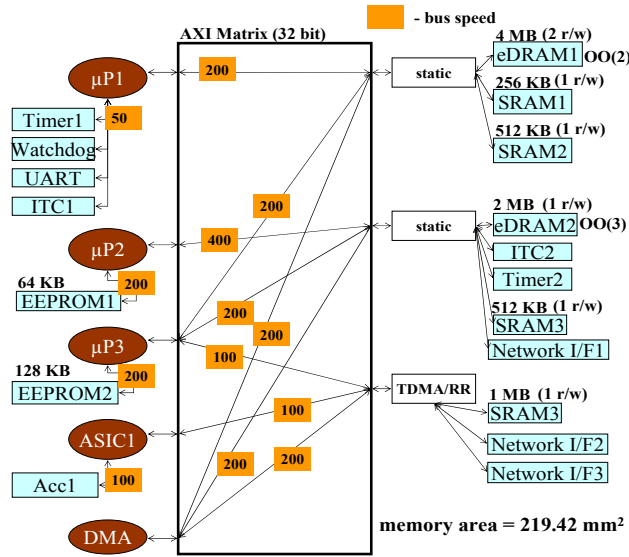 AXI Matrix (32 bit)
- bus speed
µP1
200
static
4 MB (2 r/w)
eDRAM1
OO(2)
256 KB (1 r/w)
SRAM1
512 KB (1 r/w)
SRAM2
50
Timer1
Watchdog
UART
ITC1
200
µP2
400
static
2 MB (1 r/w)
eDRAM2
OO(3)
ITC2
Timer2
512 KB (1 r/w)
SRAM3
Network I/F1
64 KB
200
EEPROM1
µP3
200
200
100
128 KB
200
EEPROM2
TDMA/RR
1 MB (1 r/w)
SRAM3
Network I/F2
Network I/F3
ASIC1
100
100
Acc1
200
200
DMA
memory area = 219.42 mm²